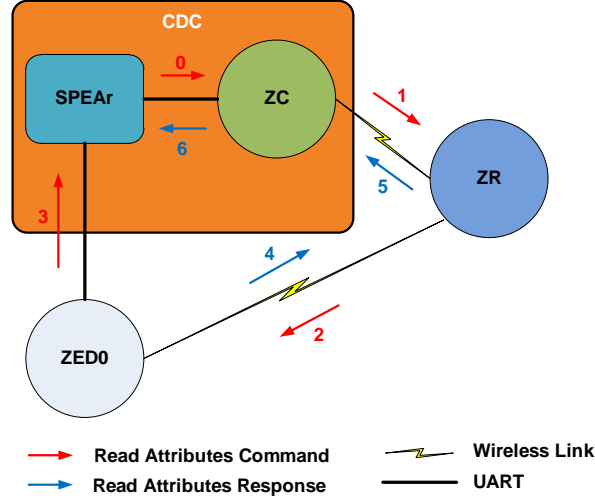 CDC
SPEAr
0
ZC
6
1
5
ZR
3
4
2
ZED0
Read Attributes Command
Wireless Link
Read Attributes Response
UART